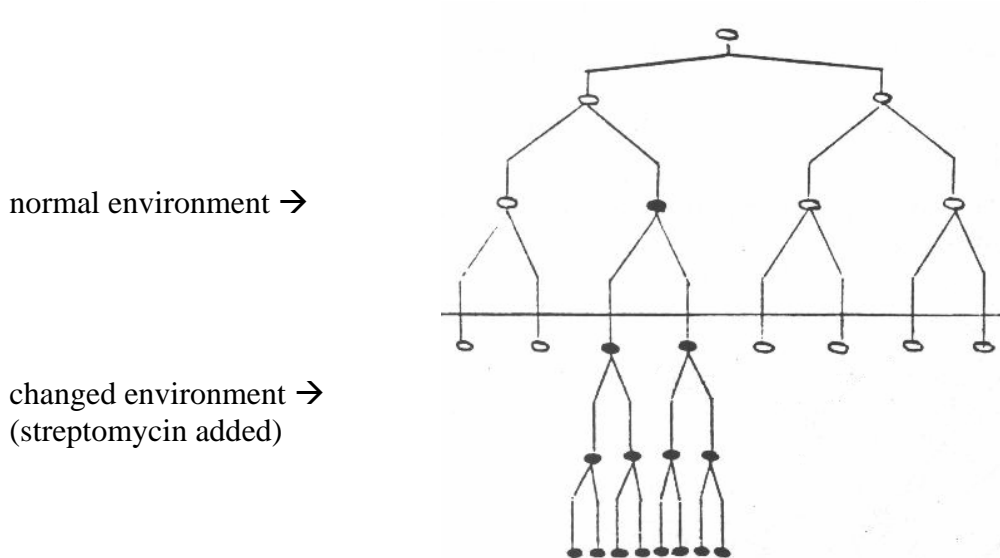 normal environment →
changed environment →
(streptomycin added)